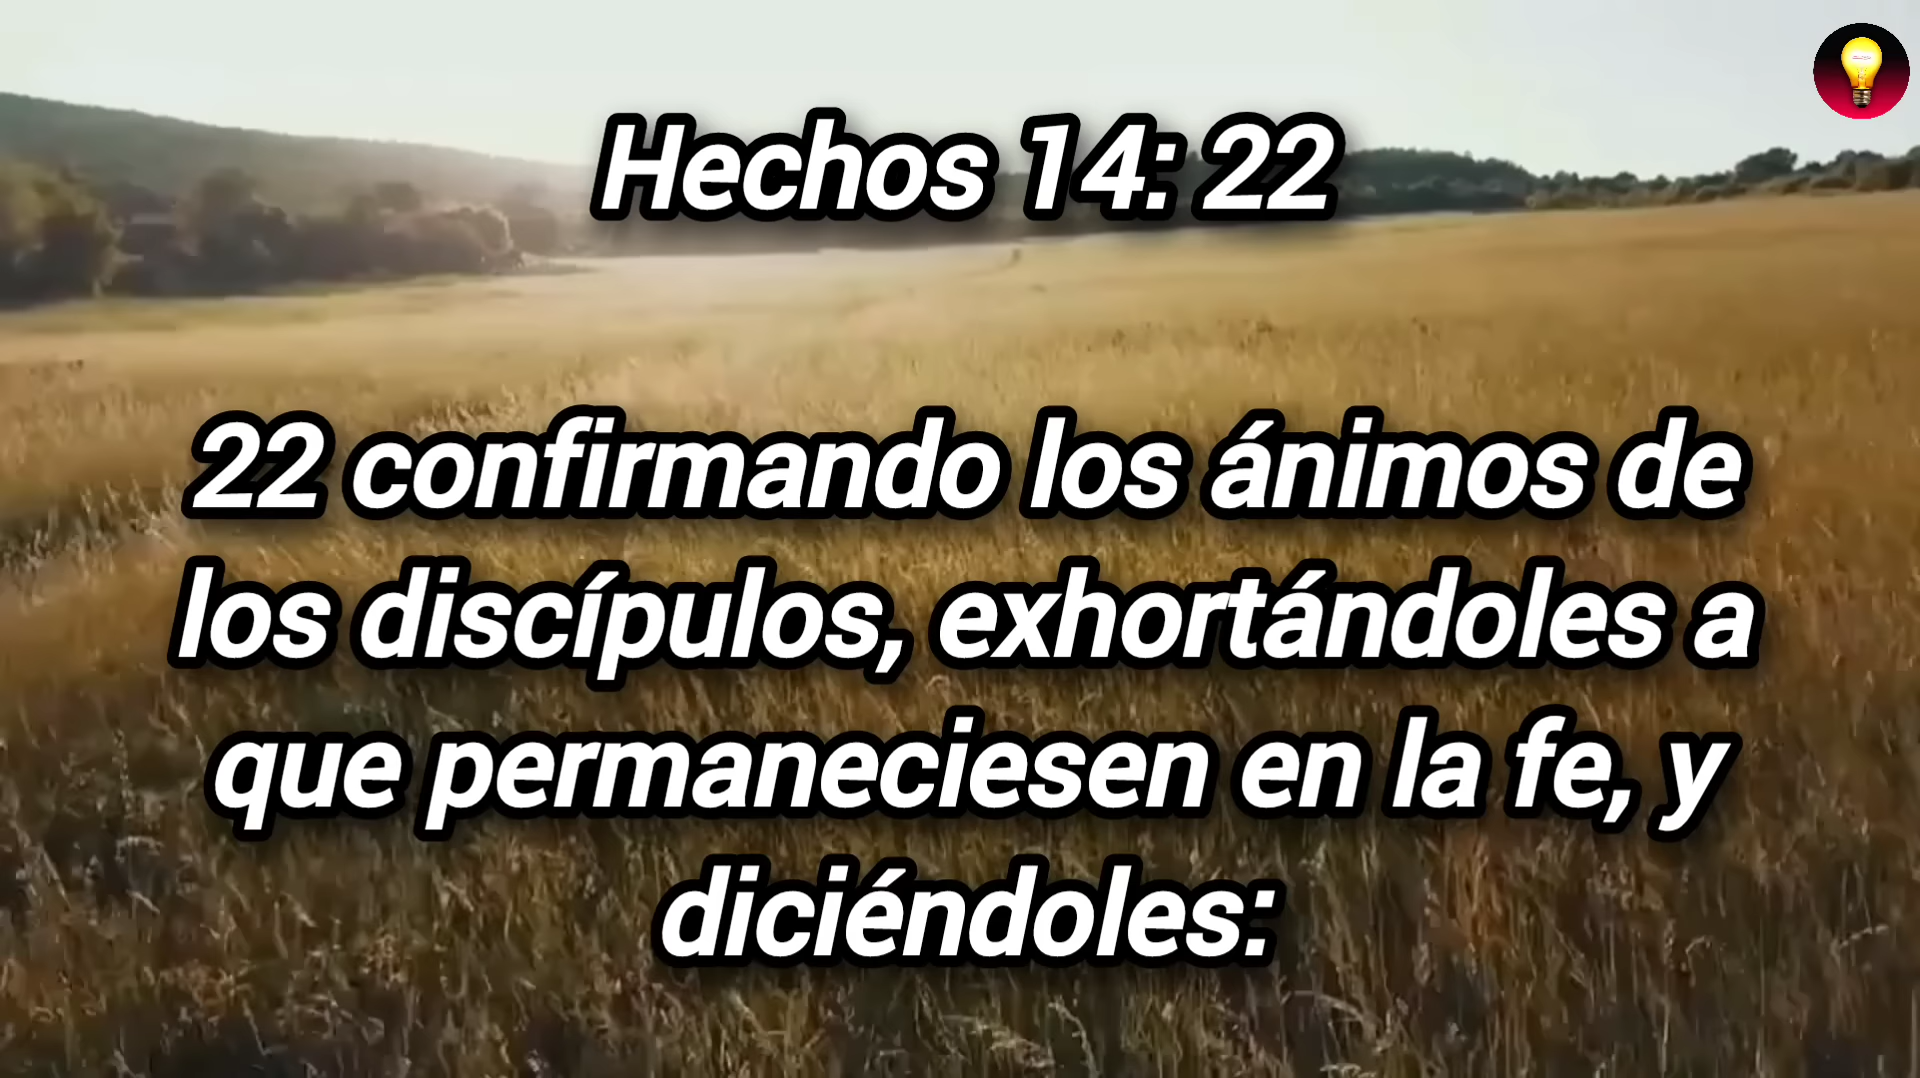 Hechos 14: 22
22 confirmando los ánimos de
los discípulos, exhortándoles a
que permaneciesen en la fe, y
diciéndoles: